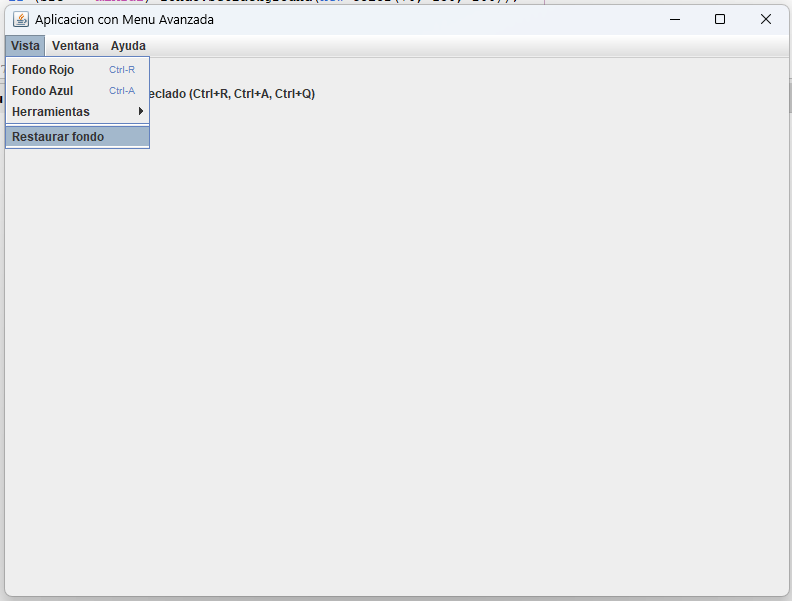 Aplicacion con Menu Avanzada
Vista Ventana Ayuda
Fondo Rojo Ctrl-R
Fondo Azul Ctrl-A
eclado (Ctrl+R, Ctrl+A, Ctrl+Q)
Herramientas
Restaurar fondo